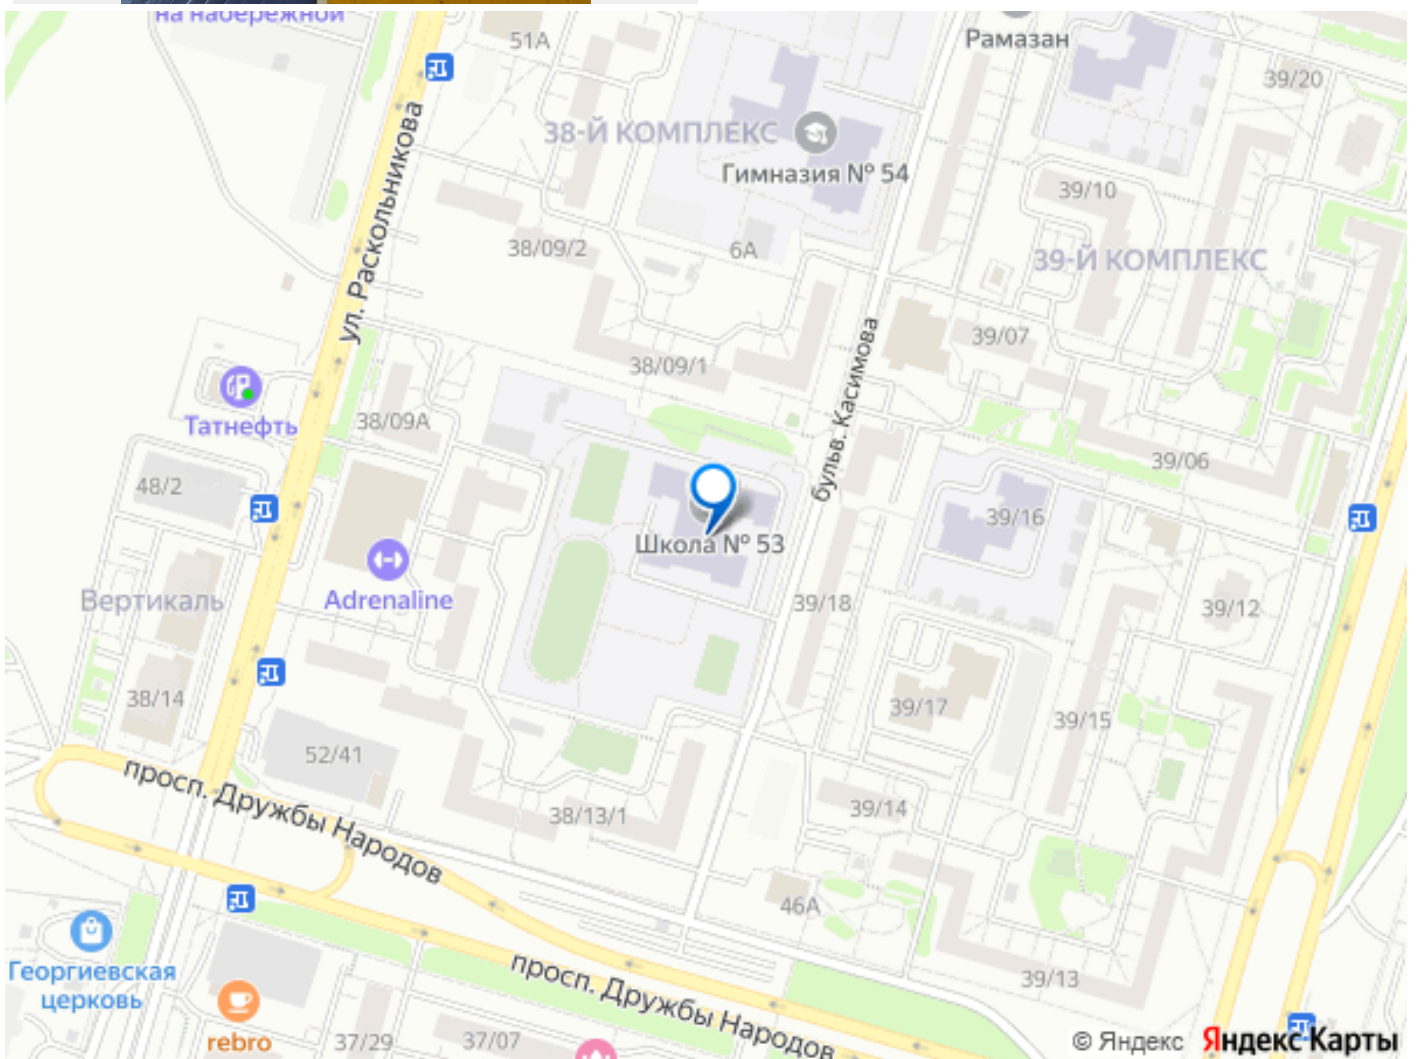 на набережной
51А
Рамазан
39/20
38-Й КОМПЛЕКС
Гимназия № 54
39/10
ул. Раскольникова
38/09/2
6А
39-Й КОМПЛЕКС
39/07
38/09/1
бульв. Касимова
Татнефть
38/09А
39/06
48/2
39/16
Школа № 53
Вертикаль
Adrenaline
39/18
39/12
38/14
39/17
39/15
52/41
просп. Дружбы Народов
38/13/1
39/14
46А
Георгиевская
церковь
просп. Дружбы Народов
39/13
rebro
37/29
37/07
© Яндекс Яндекс Карты